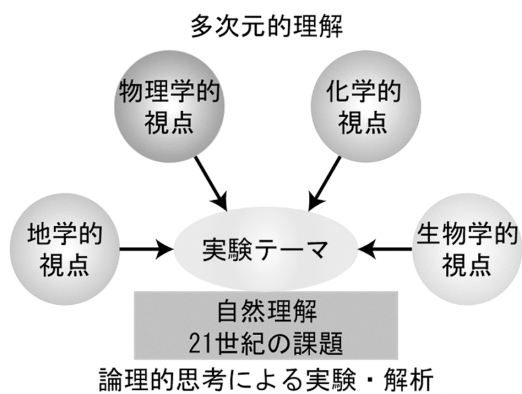 多次元的理解
物理学的
視点
化学的
視点
地学的
視点
実験テーマ
生物学的
視点
自然理解
21世紀の課題
論理的思考による実験・解析